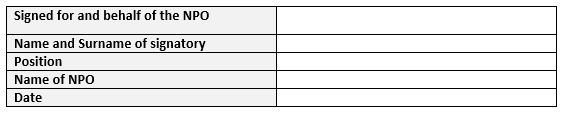 Signed for and behalf of the NPO
Name and Surname of signatory
Position
Name of NPO
Date